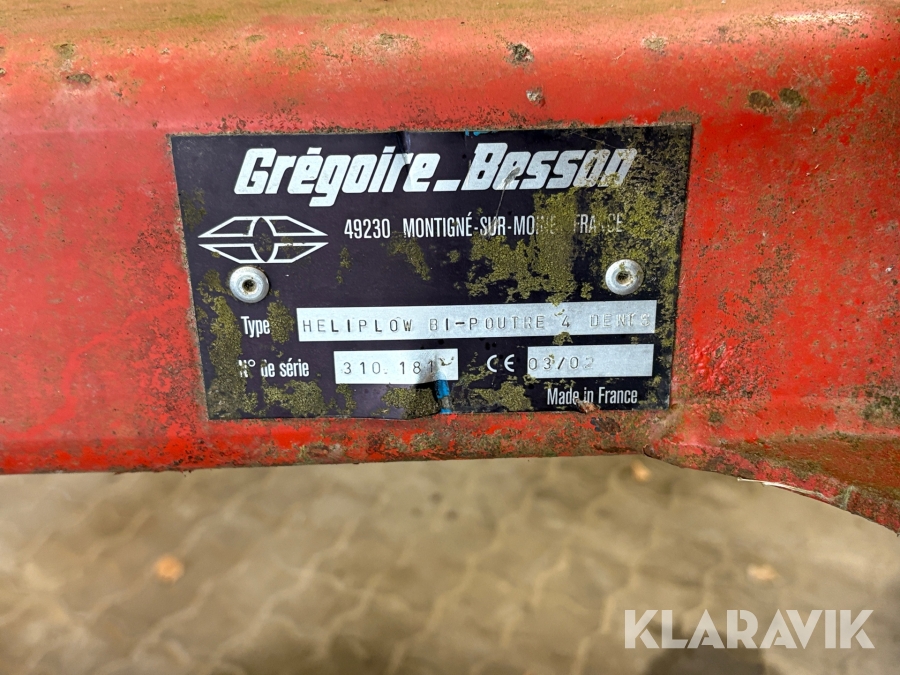 Grégoire_Besson
49230 MONTIGNÉ-SUR-MOINE FRANCE
Type HELIPLOW BI-POUTRE 4 DENTS
N° de série 310.181 CE 03/02
Made in France
KLARAVIK